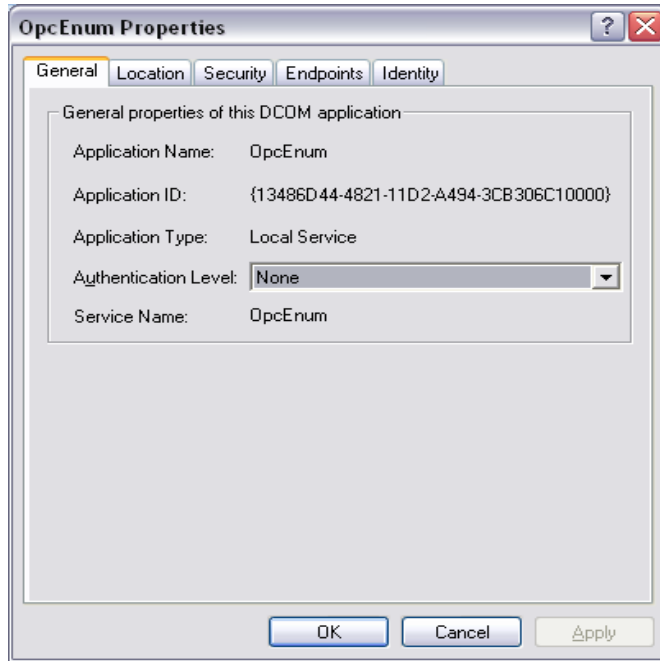 OpcEnum Properties
?
General Location Security Endpoints Identity
General properties of this DCOM application
Application Name: OpcEnum
Application ID: {13486D44-4821-11D2-A494-3CB306C10000}
Application Type: Local Service
Authentication Level: None
Service Name: OpcEnum
OK Cancel Apply